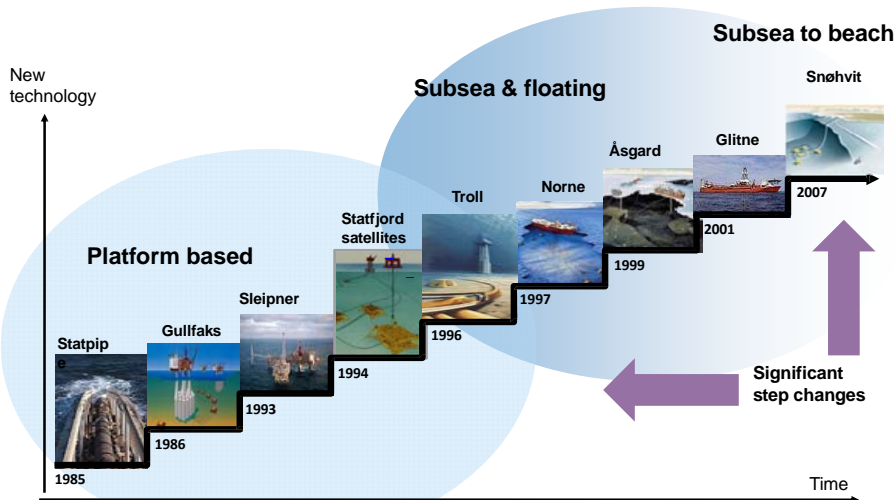 Subsea to beach
New
technology
Subsea & floating
Snøhvit
Åsgard
Glitne
Norne
Troll
Statfjord
satellites
Platform based
Sleipner
Gullfaks
Statpip
e
2007
2001
1999
1997
1996
1994
1993
1986
1985
Significant
step changes
Time